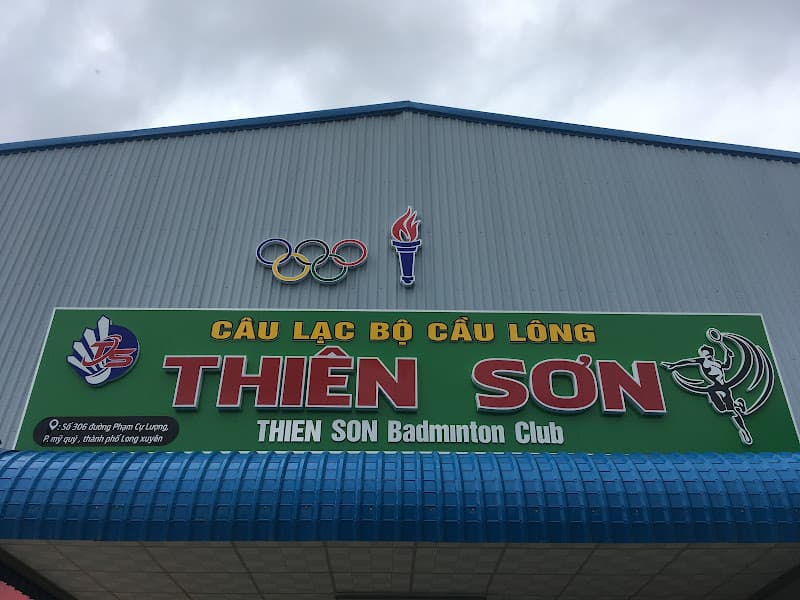 CÂU LẠC BỘ CẦU LÔNG
TS
THIÊN SƠN
: Số 306 đường Phạm Cự Lượng,
P. mỹ quý, thành phố Long xuyên
THIEN SON Badminton Club